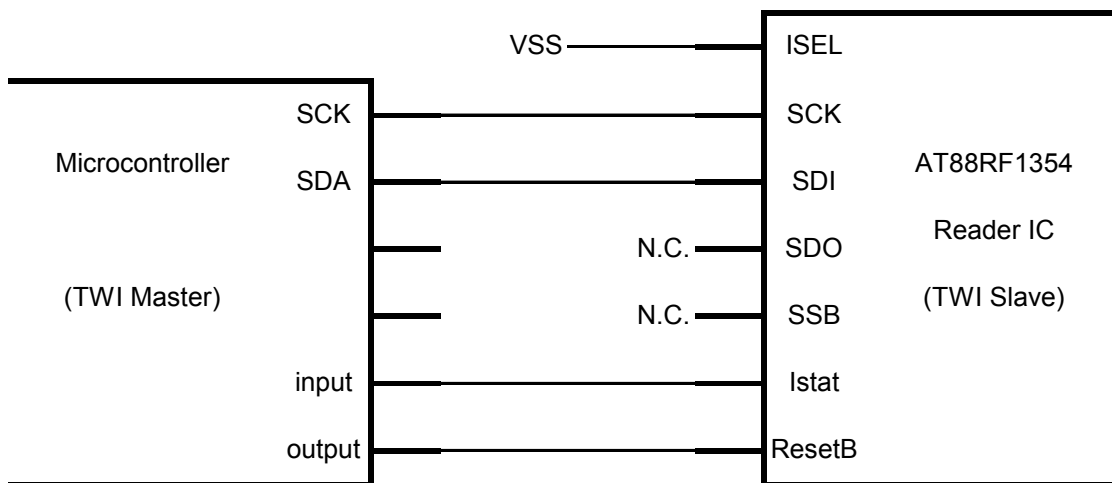 VSS ISEL
SCK SCK
Microcontroller AT88RF1354
SDA SDI
N.C. SDO Reader IC
(TWI Master) (TWI Slave)
N.C. SSB
input Istat
output ResetB